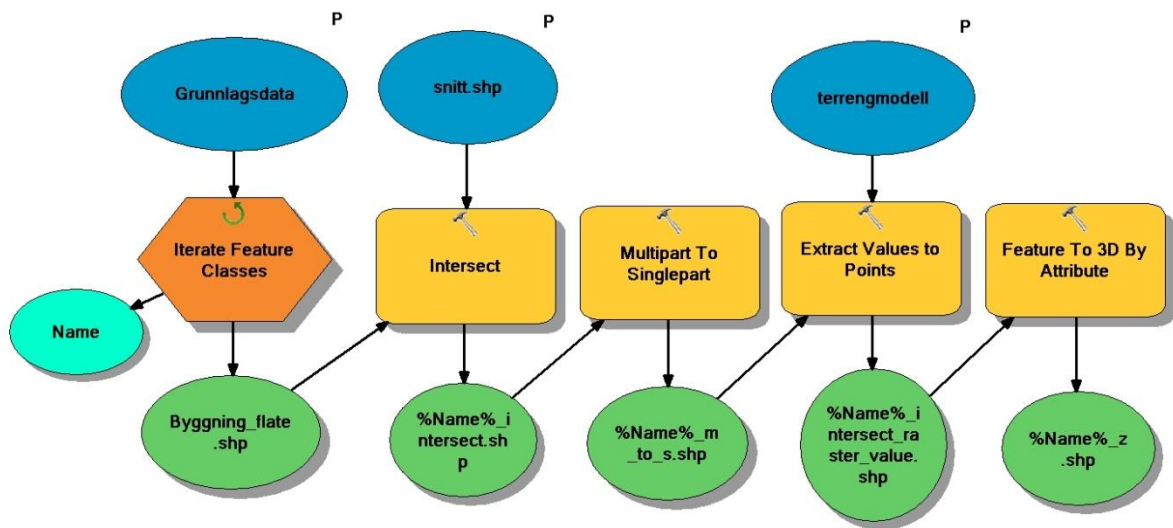 P
P
P
Grunnlagsdata
snitt.shp
terrengmodell
Iterate Feature
Classes
Intersect
Multipart To
Singlepart
Extract Values to
Points
Feature To 3D By
Attribute
Name
Byggning_flate
.shp
%Name%_i
ntersect.sh
p
%Name%_m
_to_s.shp
%Name%_i
ntersect_ra
ster_value.
shp
%Name%_z
.shp